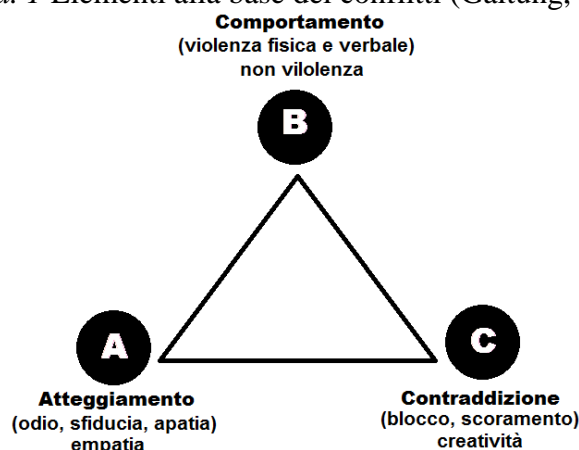 a. 1 Elementi alla base dei conflitti (Galtung,
Comportamento
(violenza fisica e verbale)
non vilolenza
B
A
C
Atteggiamento
(odio, sfiducia, apatia)
empatia
Contraddizione
(blocco, scoramento)
creatività